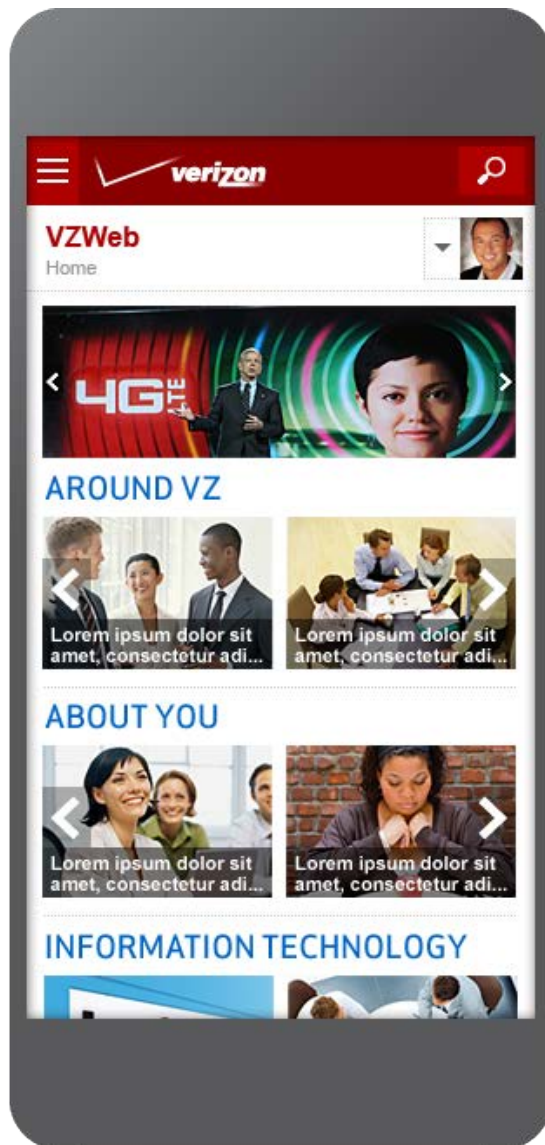 verizon
VZWeb
Home
4G LTE
AROUND VZ
Lorem ipsum dolor sit
amet, consectetur adi...
Lorem ipsum dolor sit
amet, consectetur adi...
ABOUT YOU
Lorem ipsum dolor sit
amet, consectetur adi...
Lorem ipsum dolor sit
amet, consectetur adi...
INFORMATION TECHNOLOGY